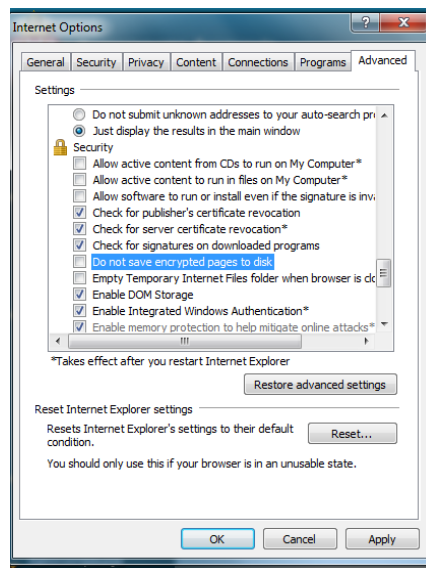 Internet Options
General Security Privacy Content Connections Programs Advanced
Settings
Do not submit unknown addresses to your auto-search
Just display the results in the main window
Security
Allow active content from CDs to run on My Computer*
Allow active content to run in files on My Computer*
Allow software to run or install even if the signature is
Check for publisher's certificate revocation
Check for server certificate revocation*
Check for signatures on downloaded programs
Do not save encrypted pages to disk
Empty Temporary Internet Files folder when browser is
Enable DOM Storage
Enable Integrated Windows Authentication*
Enable memory protection to help mitigate online attacks*
*Takes effect after you restart Internet Explorer
Restore advanced settings
Reset Internet Explorer settings
Resets Internet Explorer's settings to their default
condition.
Reset...
You should only use this if your browser is in an unusable state.
OK Cancel Apply